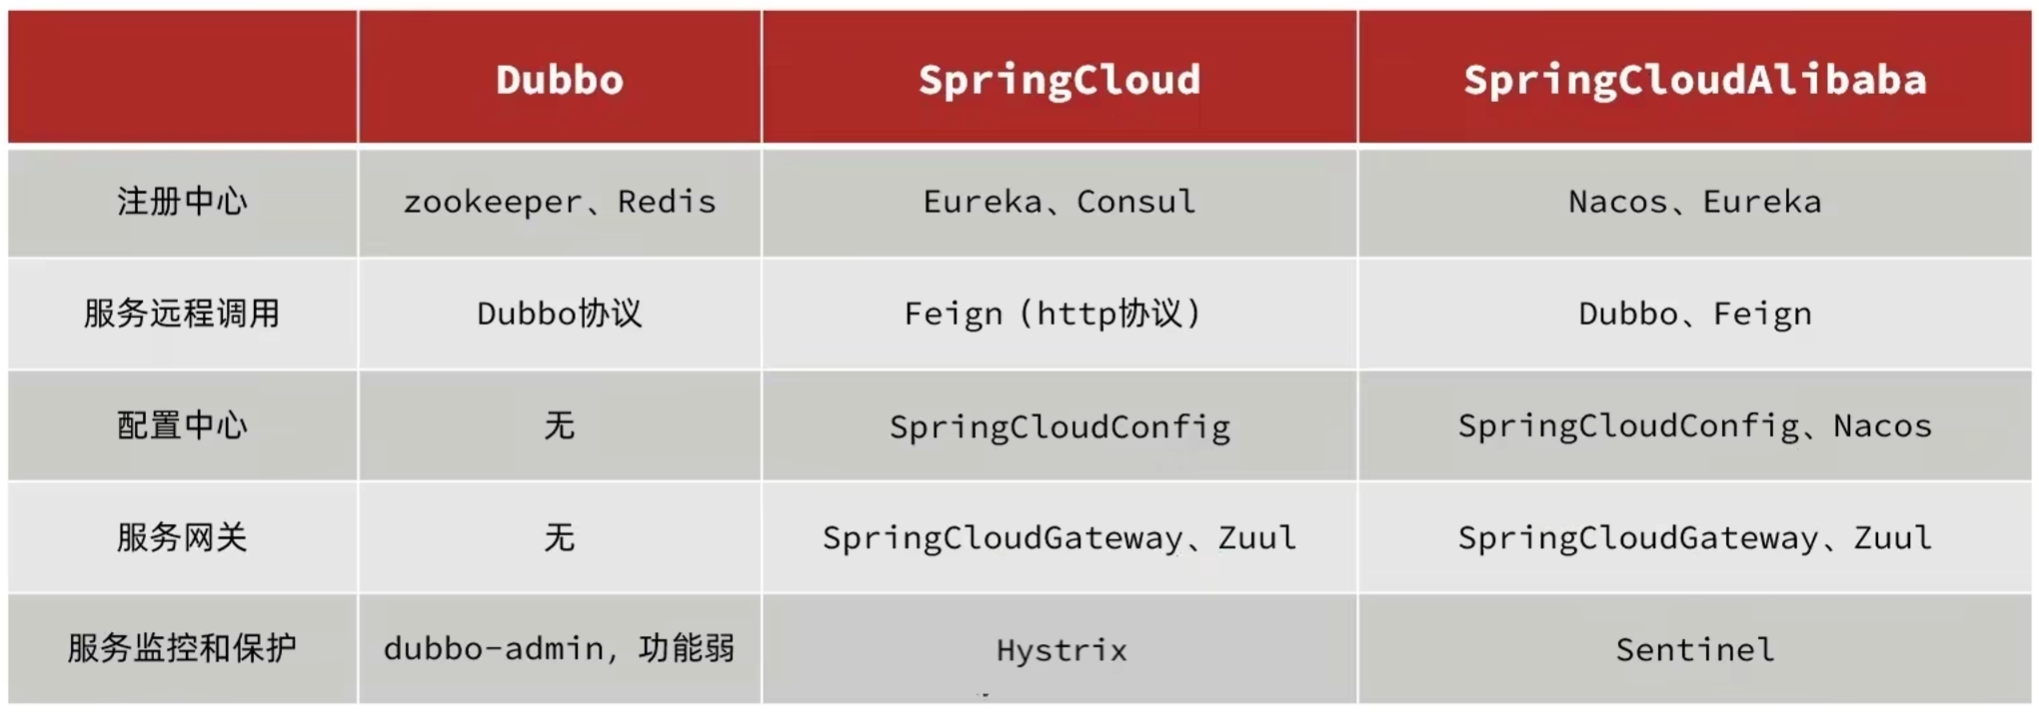 Dubbo SpringCloud SpringCloudAlibaba
注册中心 zookeeper、Redis Eureka、Consul Nacos、Eureka
服务远程调用 Dubbo协议 Feign（http协议） Dubbo、Feign
配置中心 无 SpringCloudConfig SpringCloudConfig、Nacos
服务网关 无 SpringCloudGateway、Zuul SpringCloudGateway、Zuul
服务监控和保护 dubbo-admin，功能弱 Hystrix Sentinel